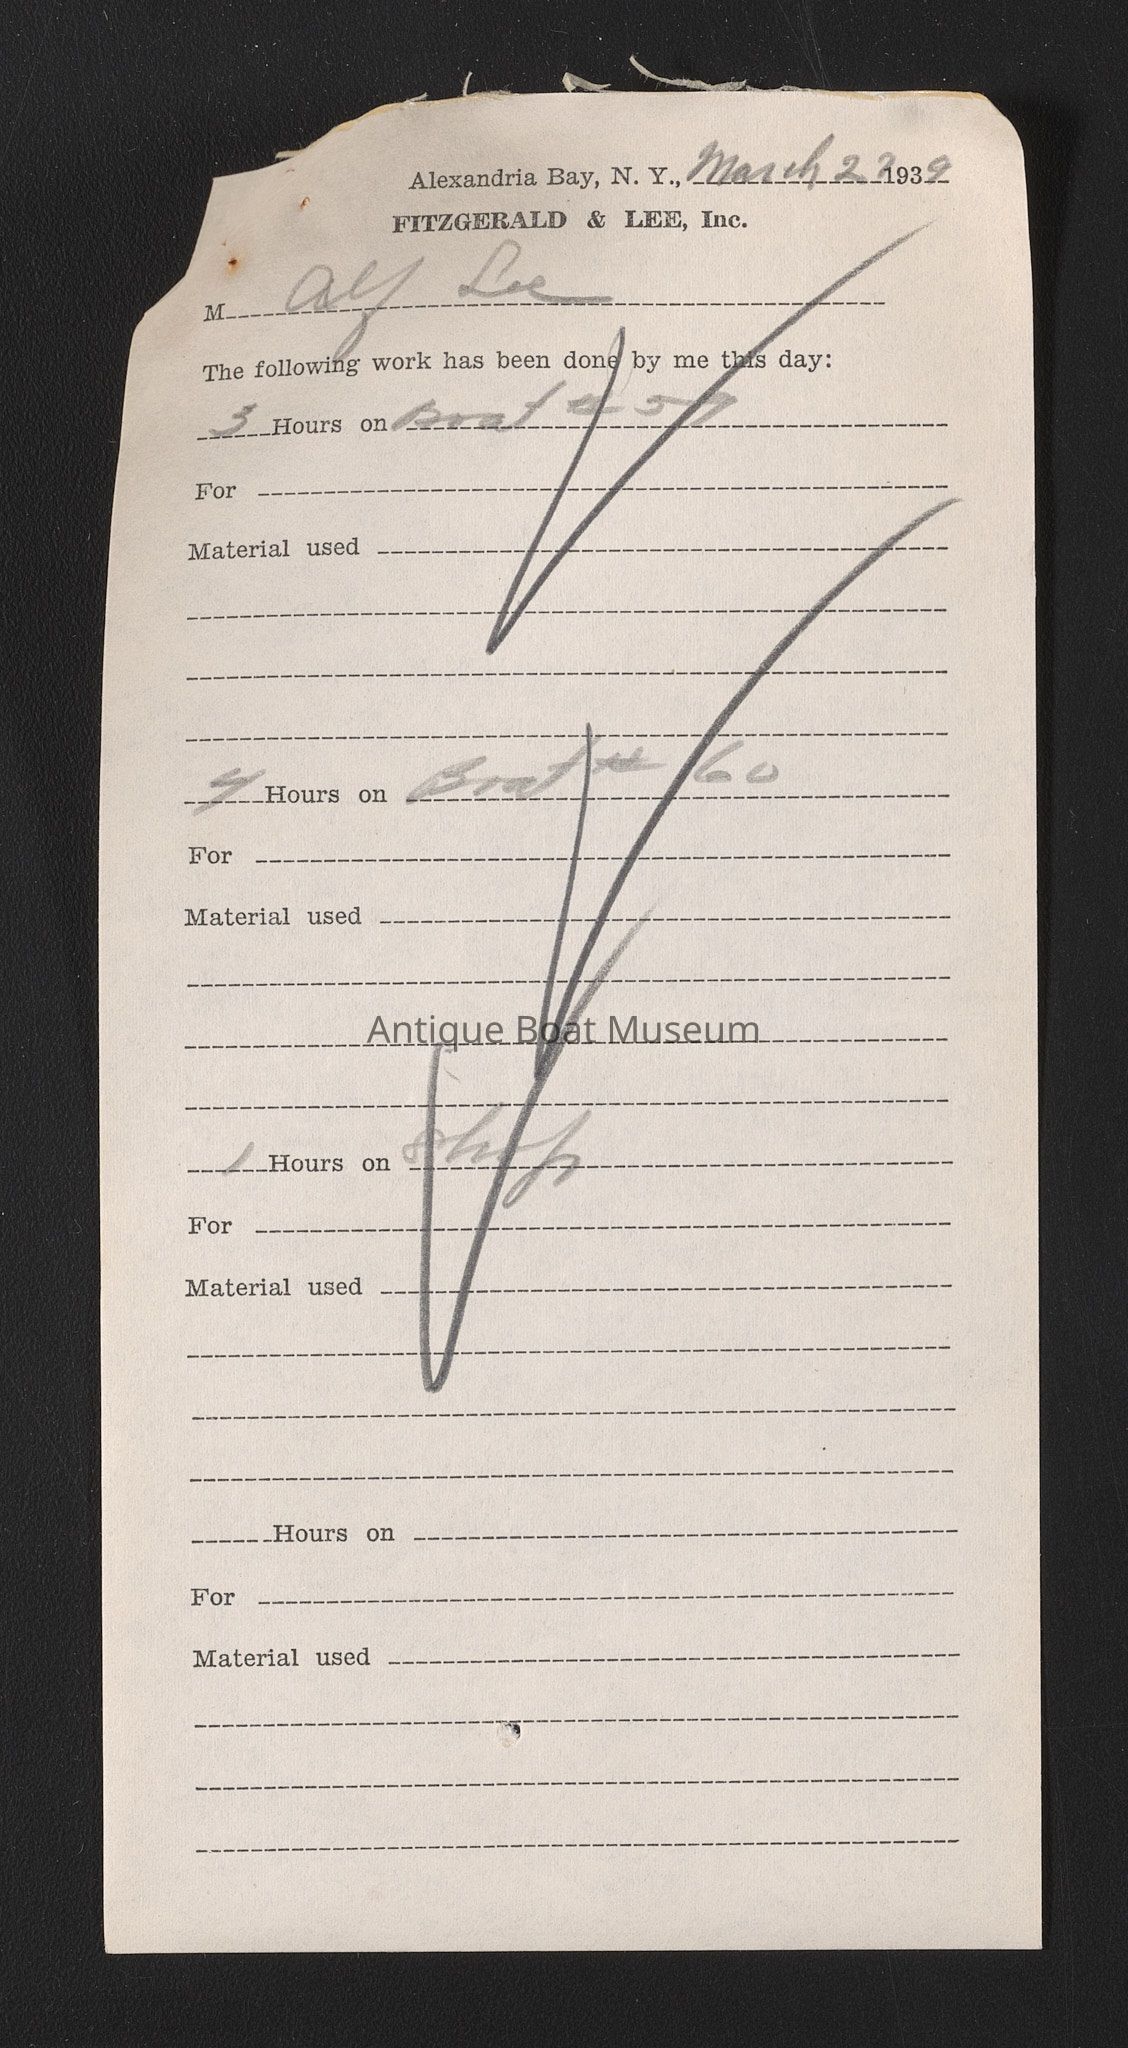 Alexandria Bay, N. Y., March 22 1939
FITZGERALD & LEE, Inc.
M Alf Lee
The following work has been done by me this day:
3 Hours on Boat # 57
For
Material used
4 Hours on Boat # 60
For
Material used
Antique Boat Museum
1 Hours on Shop
For
Material used
Hours on
For
Material used